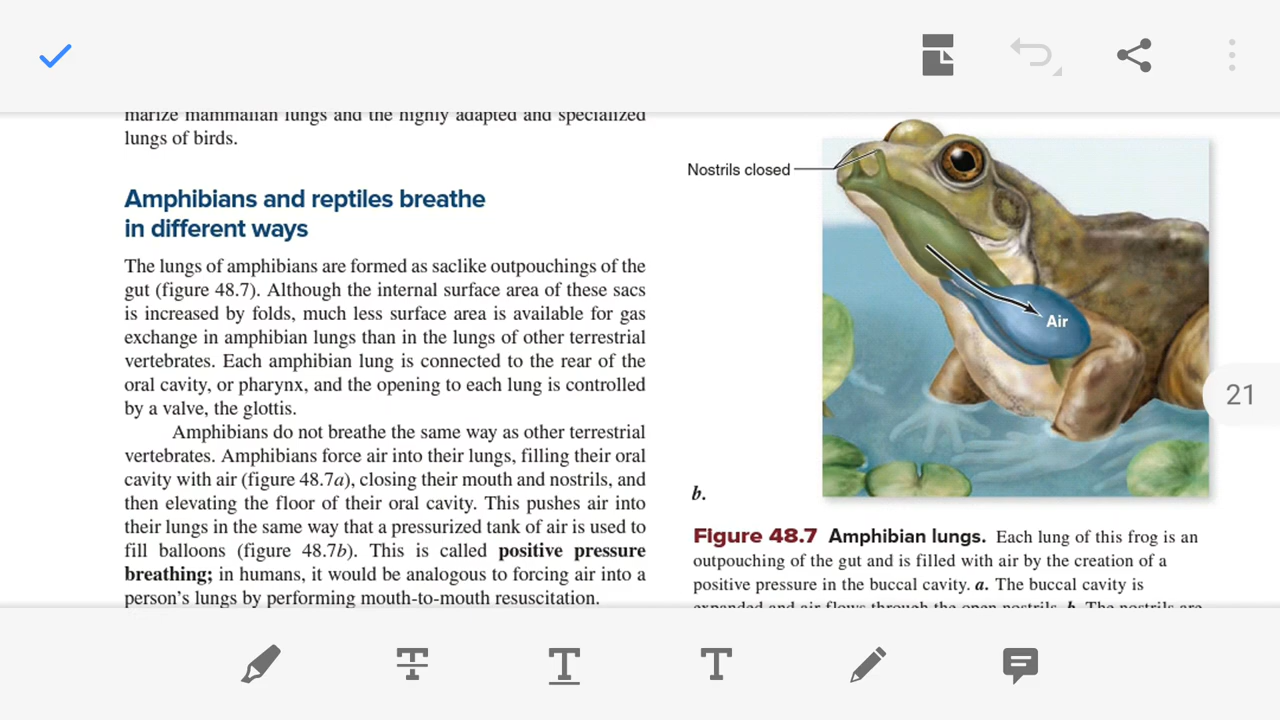 marize mammalian lungs and the highly adapted and specialized
lungs of birds.
Amphibians and reptiles breathe
in different ways
The lungs of amphibians are formed as saclike outpouchings of the
gut (figure 48.7). Although the internal surface area of these sacs
is increased by folds, much less surface area is available for gas
exchange in amphibian lungs than in the lungs of other terrestrial
vertebrates. Each amphibian lung is connected to the rear of the
oral cavity, or pharynx, and the opening to each lung is controlled
by a valve, the glottis.
Amphibians do not breathe the same way as other terrestrial
vertebrates. Amphibians force air into their lungs, filling their oral
cavity with air (figure 48.7a), closing their mouth and nostrils, and
then elevating the floor of their oral cavity. This pushes air into
their lungs in the same way that a pressurized tank of air is used to
fill balloons (figure 48.7b). This is called positive pressure
breathing; in humans, it would be analogous to forcing air into a
person's lungs by performing mouth-to-mouth resuscitation.
Nostrils closed
Air
b.
Figure 48.7 Amphibian lungs. Each lung of this frog is an
outpouching of the gut and is filled with air by the creation of a
positive pressure in the buccal cavity. a. The buccal cavity is
expanded and air flows through the open nostrils. b. The nostrils are
21